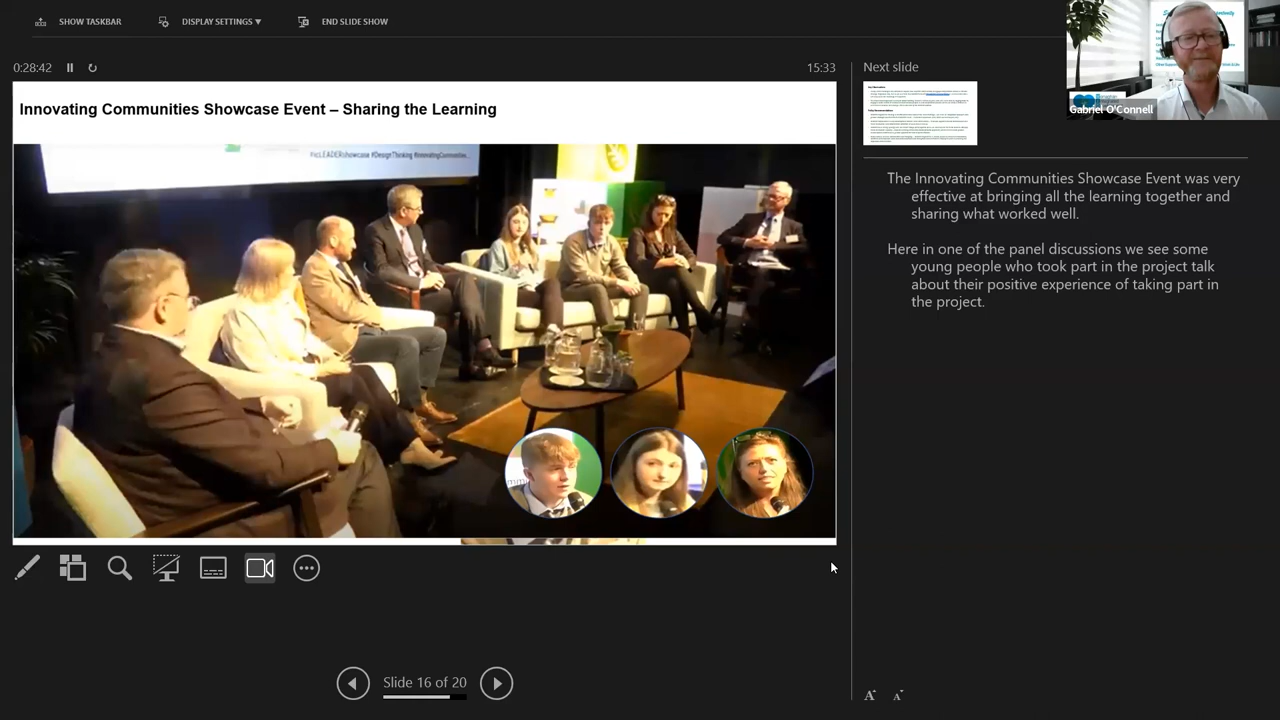 SHOW TASKBAR
DISPLAY SETTINGS ▼
END SLIDE SHOW
0:28:42
15:33
Innovating Communities Showcase Event – Sharing the Learning
#DesignThinking
Next slide
Gabriel O'Connell
The Innovating Communities Showcase Event was very
effective at bringing all the learning together and
sharing what worked well.
Here in one of the panel discussions we see some
young people who took part in the project talk
about their positive experience of taking part in
the project.
Slide 16 of 20
A
A